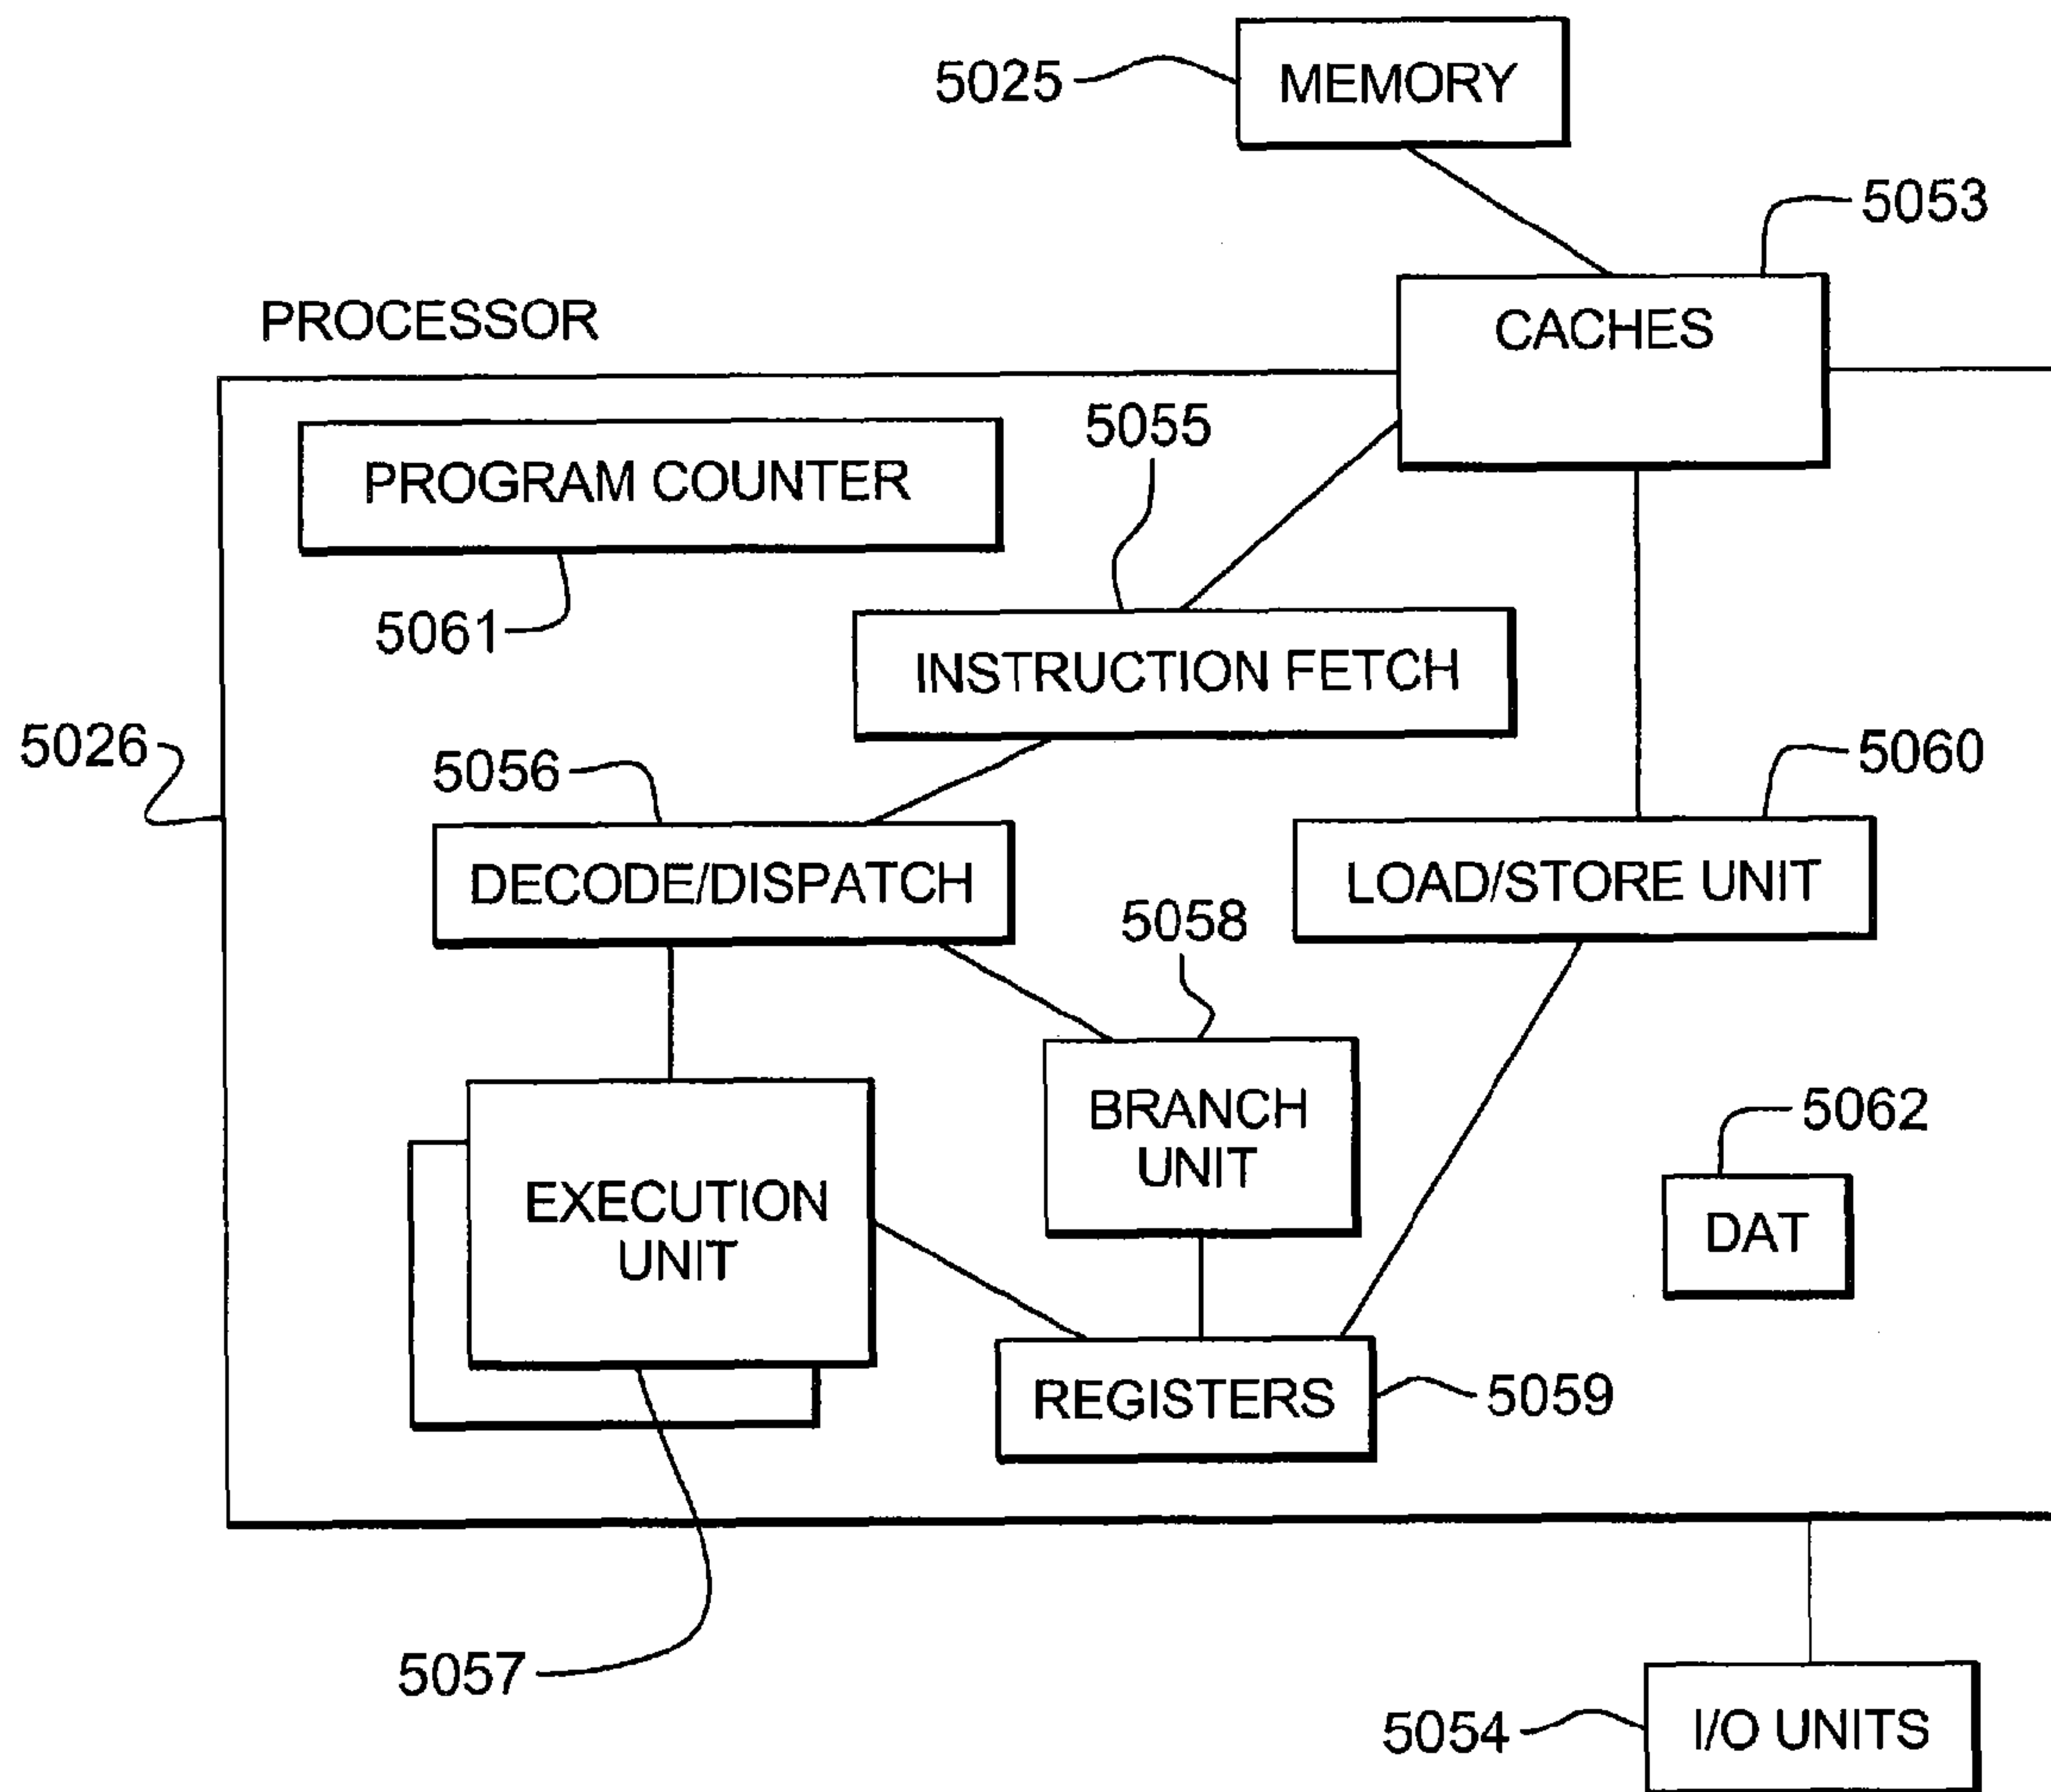 MEMORY
5025
5053
CACHES
PROCESSOR
5055
PROGRAM COUNTER
5061
INSTRUCTION FETCH
5026
5056
5060
DECODE/DISPATCH
LOAD/STORE UNIT
5058
BRANCH
UNIT
5062
EXECUTION
UNIT
DAT
REGISTERS
5059
5057
5054
I/O UNITS